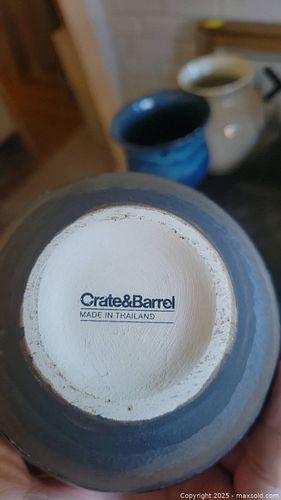 Crate&Barrel
MADE IN THAILAND
Copyright © 2025 - maxsold.com